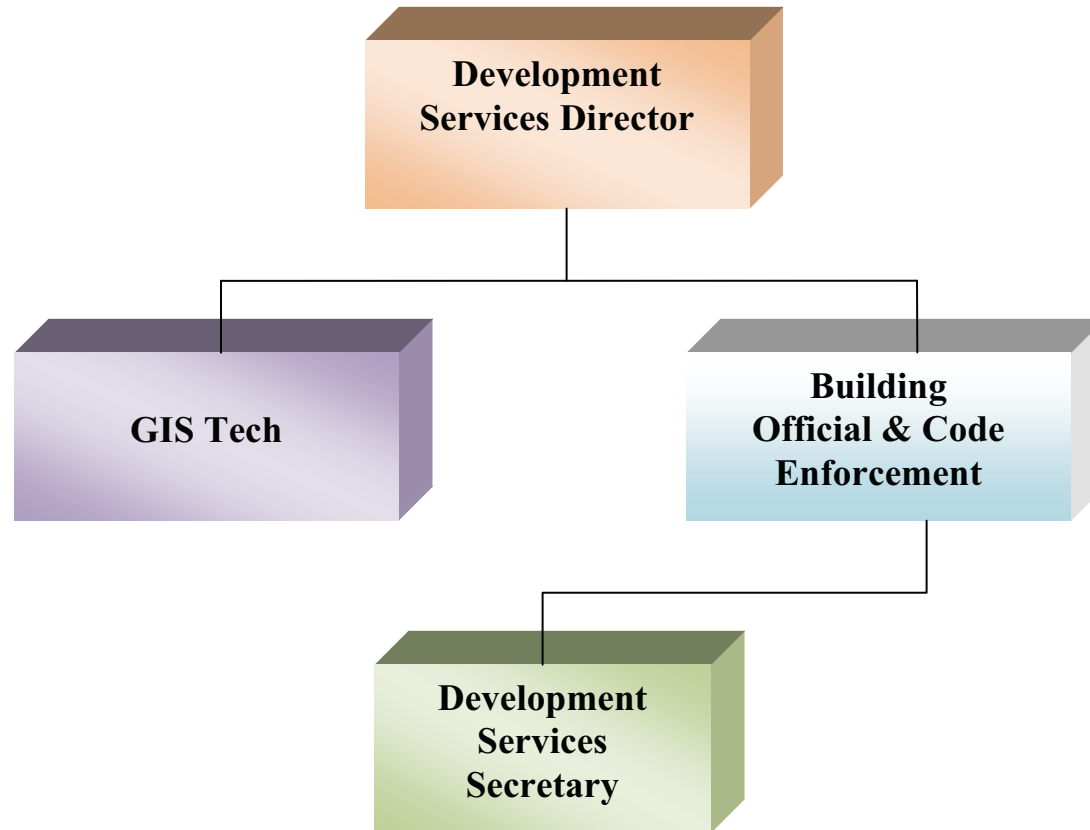 Development
Services Director
GIS Tech
Building
Official & Code
Enforcement
Development
Services
Secretary